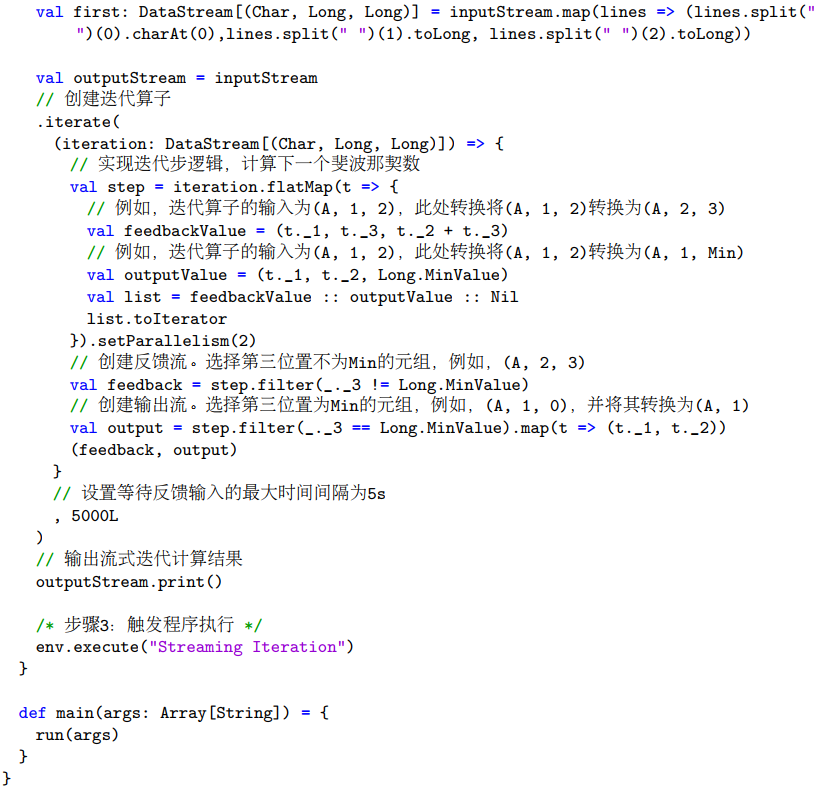 val first: DataStream[(Char, Long, Long)] = inputStream.map(lines => (lines.split("
")(0).charAt(0),lines.split(" ")(1).toLong, lines.split(" ")(2).toLong))
val outputStream = inputStream
// 创建迭代算子
.iterate(
(iteration: DataStream[(Char, Long, Long)]) => {
// 实现迭代步逻辑，计算下一个斐波那契数
val step = iteration.flatMap(t => {
// 例如，迭代算子的输入为(A, 1, 2)，此处转换将(A, 1, 2)转换为(A, 2, 3)
val feedbackValue = (t._1, t._3, t._2 + t._3)
// 例如，迭代算子的输入为(A, 1, 2)，此处转换将(A, 1, 2)转换为(A, 1, Min)
val outputValue = (t._1, t._2, Long.MinValue)
val list = feedbackValue :: outputValue :: Nil
list.toIterator
}).setParallelism(2)
// 创建反馈流。选择第三位置不为Min的元组，例如，(A, 2, 3)
val feedback = step.filter(_._3 != Long.MinValue)
// 创建输出流。选择第三位置为Min的元组，例如，(A, 1, 0)，并将其转换为(A, 1)
val output = step.filter(_._3 == Long.MinValue).map(t => (t._1, t._2))
(feedback, output)
}
// 设置等待反馈输入的最大时间间隔为5s
, 5000L
)
// 输出流式迭代计算结果
outputStream.print()
/* 步骤3：触发程序执行 */
env.execute("Streaming Iteration")
}
def main(args: Array[String]) = {
run(args)
}
}